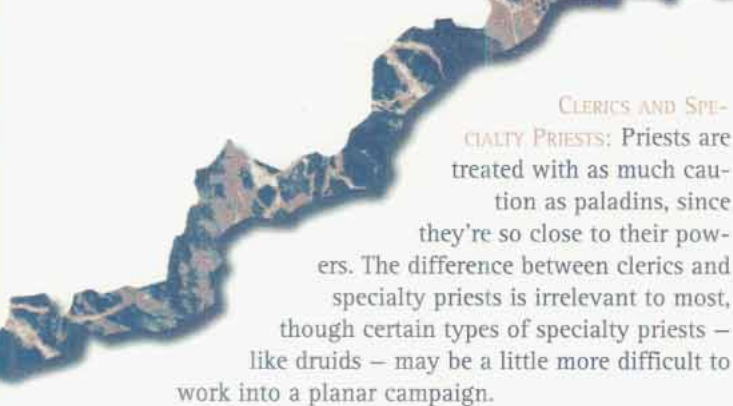 CLERICS AND SPE-
CIALTY PRIESTS: Priests are
treated with as much cau-
tion as paladins, since
they're so close to their pow-
ers. The difference between clerics and
specialty priests is irrelevant to most,
though certain types of specialty priests —
like druids — may be a little more difficult to
work into a planar campaign.